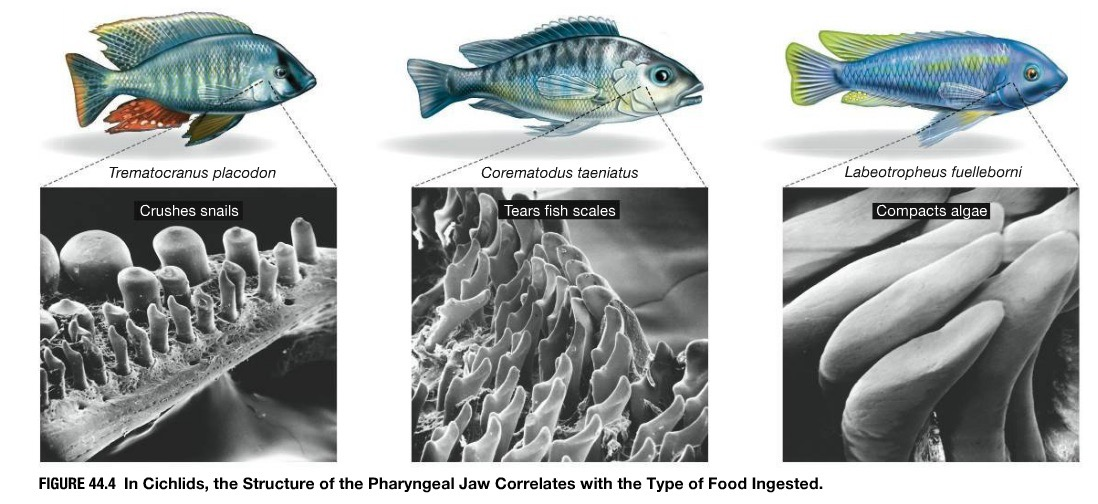 Trematocranus placodon
Corematodus taeniatus
Labeotropheus fuelleborni
Crushes snails
Tears fish scales
Compacts algae
FIGURE 44.4 In Cichlids, the Structure of the Pharyngeal Jaw Correlates with the Type of Food Ingested.